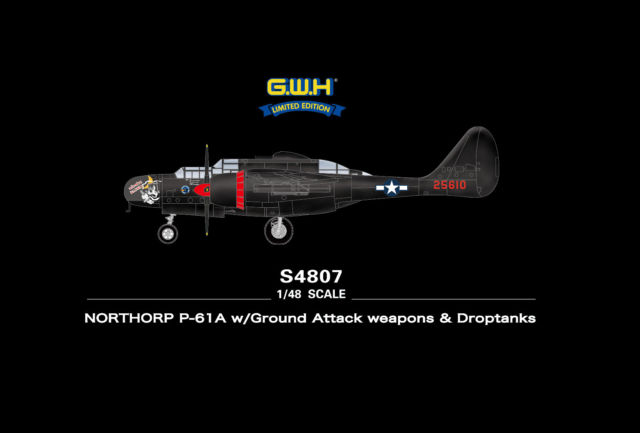 G.W.H
LIMITED EDITION
25610
S4807
1/48 SCALE
NORTHORP P-61A w/Ground Attack weapons & Droptanks